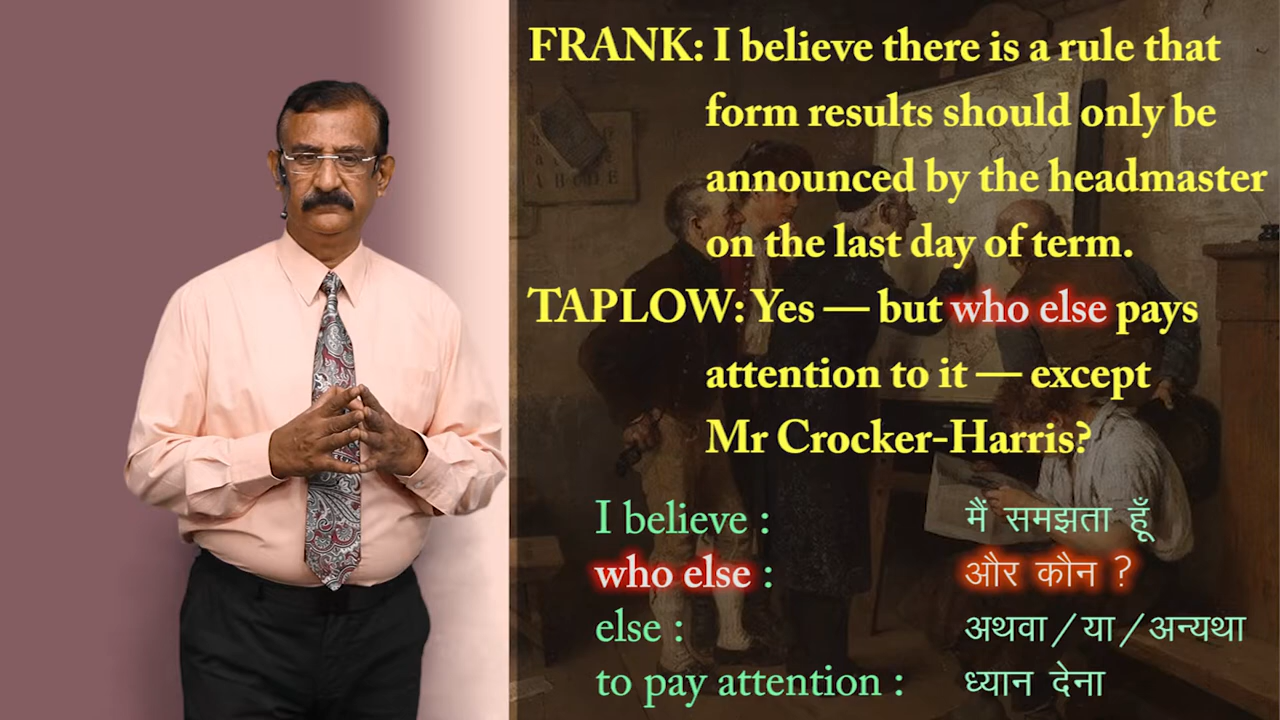 FRANK: I believe there is a rule that
form results should only be
announced by the headmaster
on the last day of term.
TAPLOW: Yes — but who else pays
attention to it — except
Mr Crocker-Harris?
I believe : मैं समझता हूँ
who else : और कौन ?
else : अथवा / या / अन्यथा
to pay attention : ध्यान देना